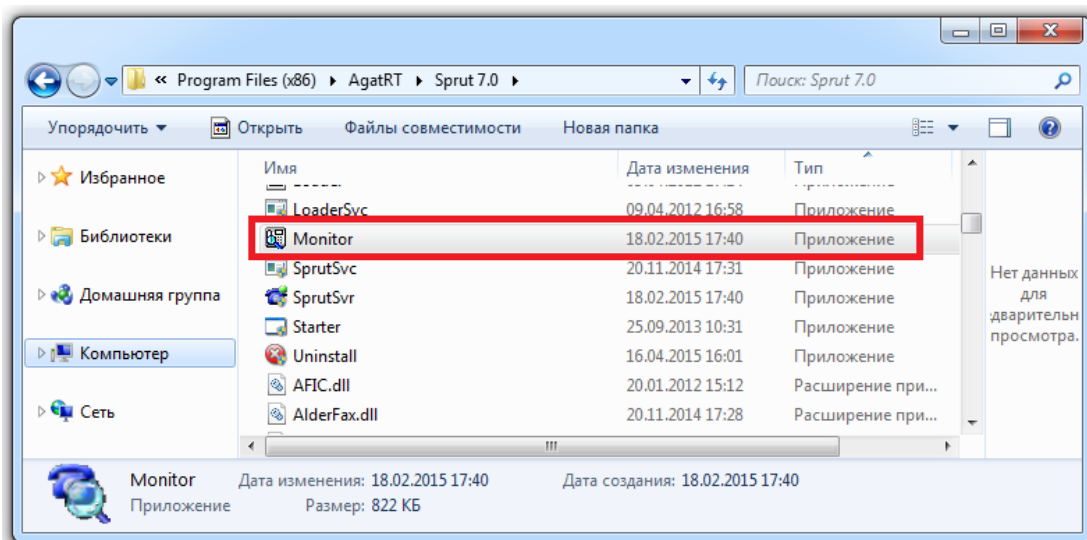 « Program Files (x86) ▸ AgatRT ▸ Sprut 7.0 ▸ Поиск: Sprut 7.0
Упорядочить ▼ Открыть Файлы совместимости Новая папка
Избранное
Библиотеки
Домашняя группа
Компьютер
Сеть
Имя Дата изменения Тип
LoaderSvc 09.04.2012 16:58 Приложение
Monitor 18.02.2015 17:40 Приложение
SprutSvc 20.11.2014 17:31 Приложение
SprutSvr 18.02.2015 17:40 Приложение
Starter 25.09.2013 10:31 Приложение
Uninstall 16.04.2015 16:01 Приложение
AFIC.dll 20.01.2012 15:12 Расширение при...
AlderFax.dll 20.11.2014 17:28 Расширение при...
Нет данных
для
дварительн
просмотра.
Monitor Дата изменения: 18.02.2015 17:40 Дата создания: 18.02.2015 17:40
Приложение Размер: 822 КБ